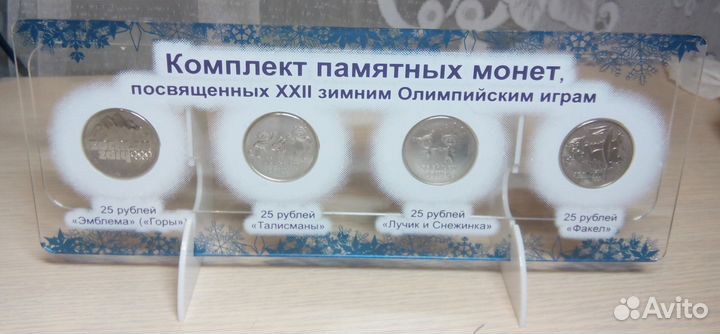 Комплект памятных монет,
посвященных XXII зимним Олимпийским играм
25 рублей
«Эмблема» («Горы»)
25 рублей
«Талисманы»
25 рублей
«Лучик и Снежинка»
25 рублей
«Факел»
Avito